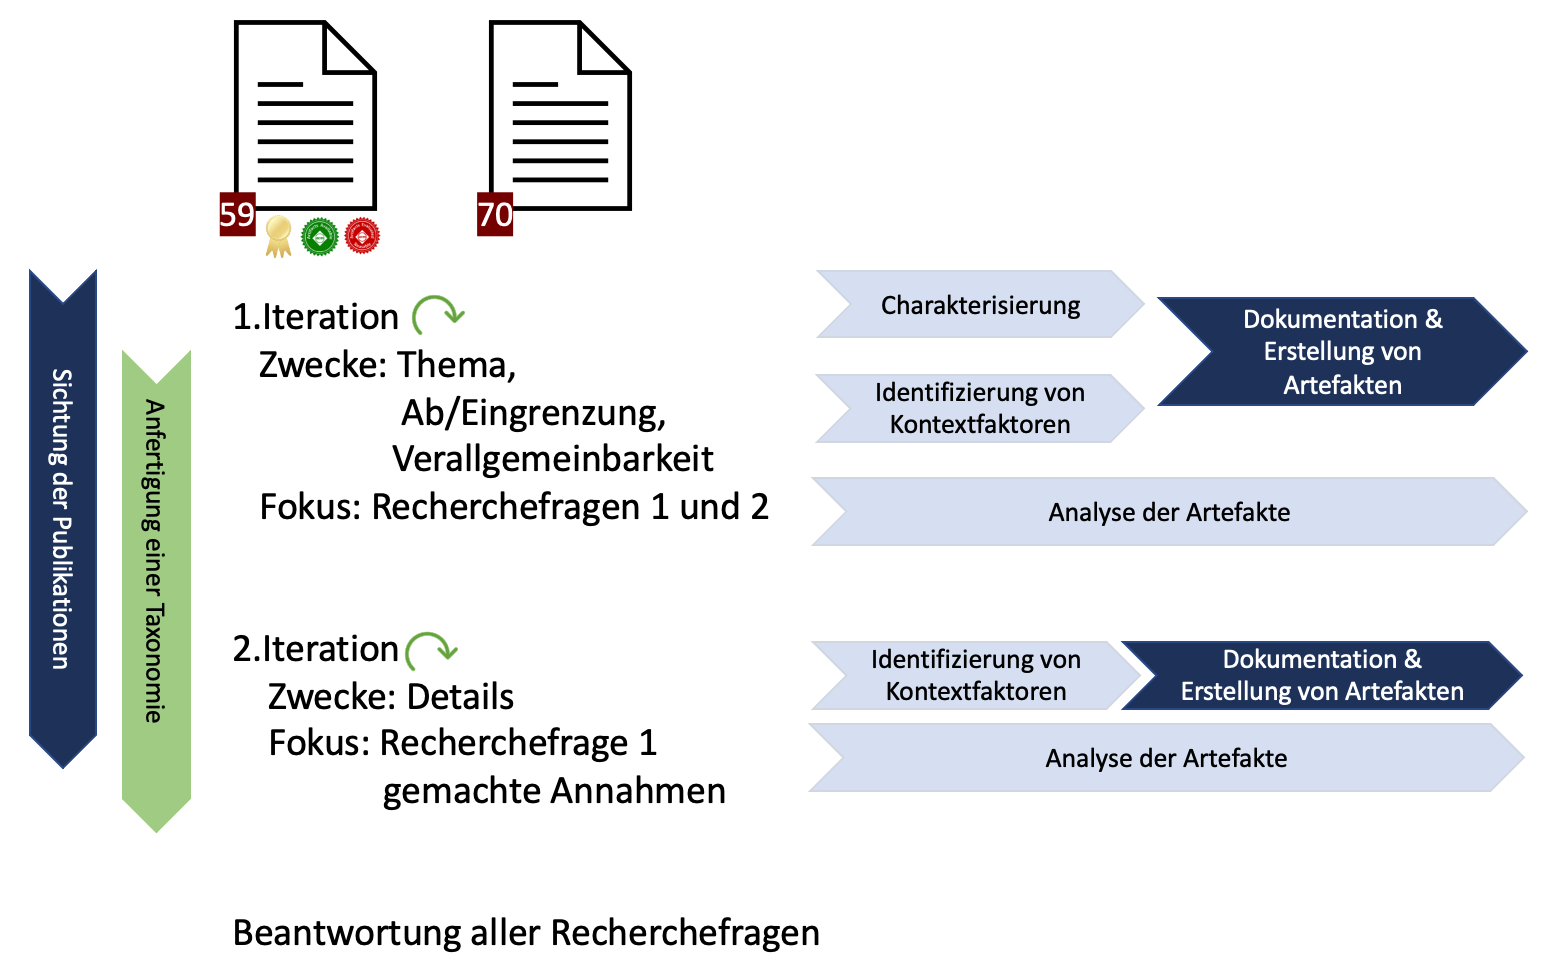 59
70
Sichtung der Publikationen
Anfertigung einer Taxonomie
1.Iteration
Zwecke: Thema,
Ab/Eingrenzung,
Verallgemeinbarkeit
Fokus: Recherchefragen 1 und 2
Charakterisierung
Identifizierung von
Kontextfaktoren
Dokumentation &
Erstellung von
Artefakten
Analyse der Artefakte
2.Iteration
Zwecke: Details
Fokus: Recherchefrage 1
gemachte Annahmen
Identifizierung von
Kontextfaktoren
Dokumentation &
Erstellung von Artefakten
Analyse der Artefakte
Beantwortung aller Recherchefragen